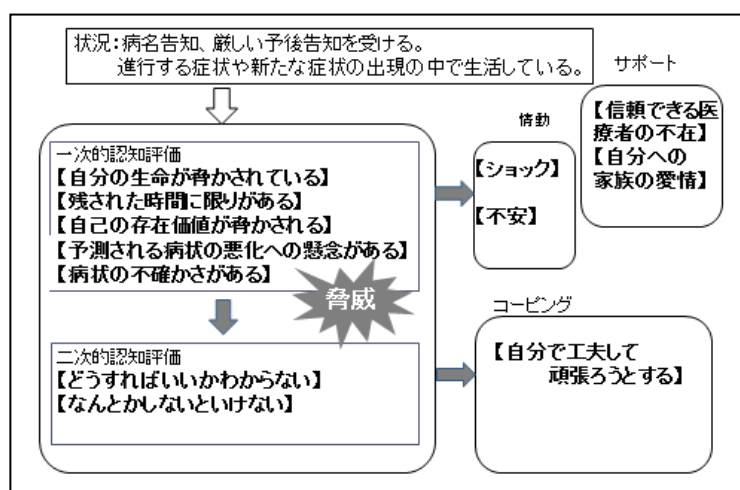 状況：病名告知、厳しい予後告知を受ける。
進行する症状や新たな症状の出現の中で生活している。
サポート
【信頼できる医
療者の不在】
【自分への
家族の愛情】
情動
【ショック】
【不安】
一次的認知評価
【自分の生命が脅かされている】
【残された時間に限りがある】
【自己の存在価値が脅かされる】
【予測される病状の悪化への懸念がある】
【病状の不確かさがある】
脅威
二次的認知評価
【どうすればいいかわからない】
【なんとかしないといけない】
コーピング
【自分で工夫して
頑張ろうとする】